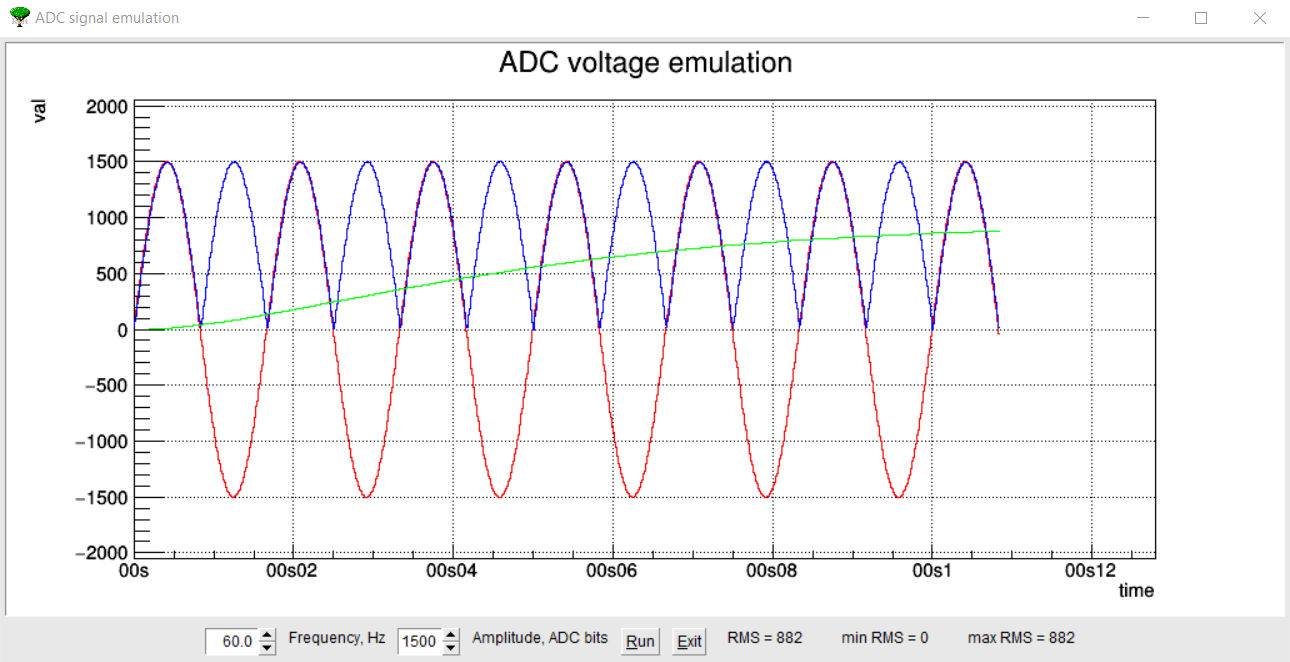 ADC signal emulation
ADC voltage emulation
val
2000
1500
1000
500
0
−500
−1000
−1500
−2000
00s 00s02 00s04 00s06 00s08 00s1 00s12
time
60.0 Frequency, Hz 1500 Amplitude, ADC bits Run Exit RMS = 882 min RMS = 0 max RMS = 882